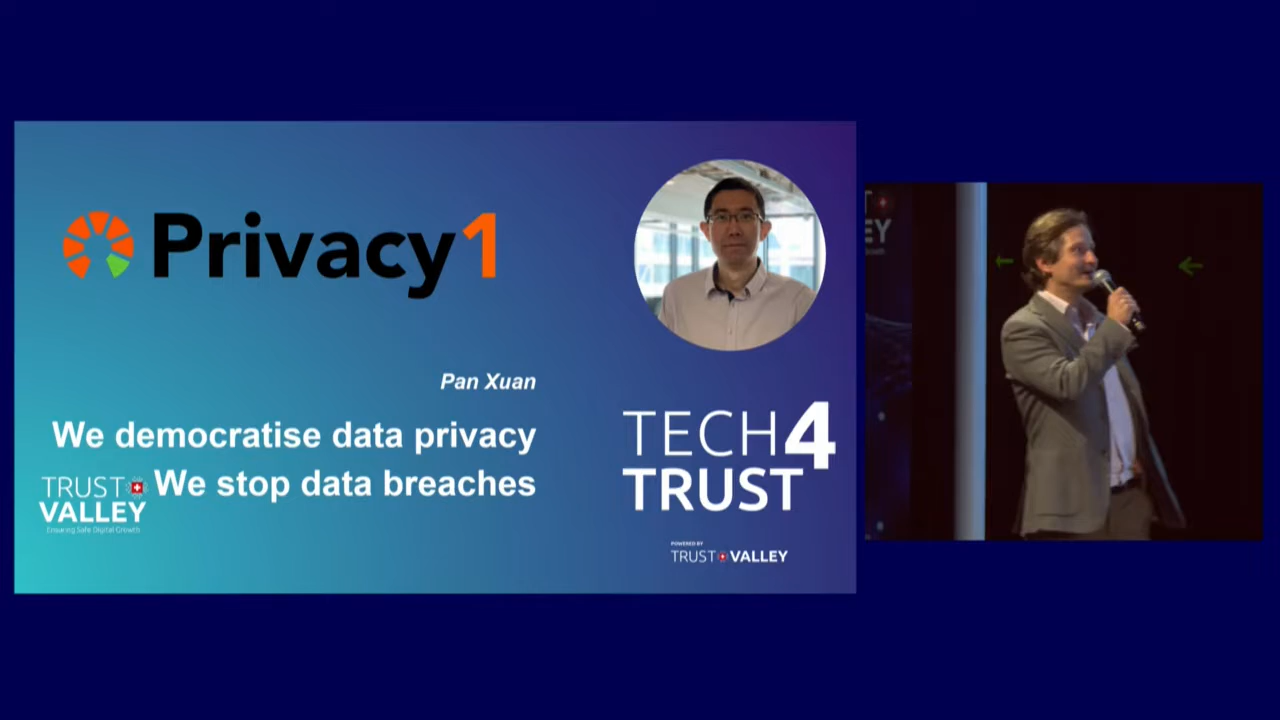 Privacy1
Pan Xuan
We democratise data privacy
We stop data breaches
TRUST VALLEY
Ensuring Safe Digital Growth
TECH4
TRUST
POWERED BY
TRUST VALLEY
T
EY